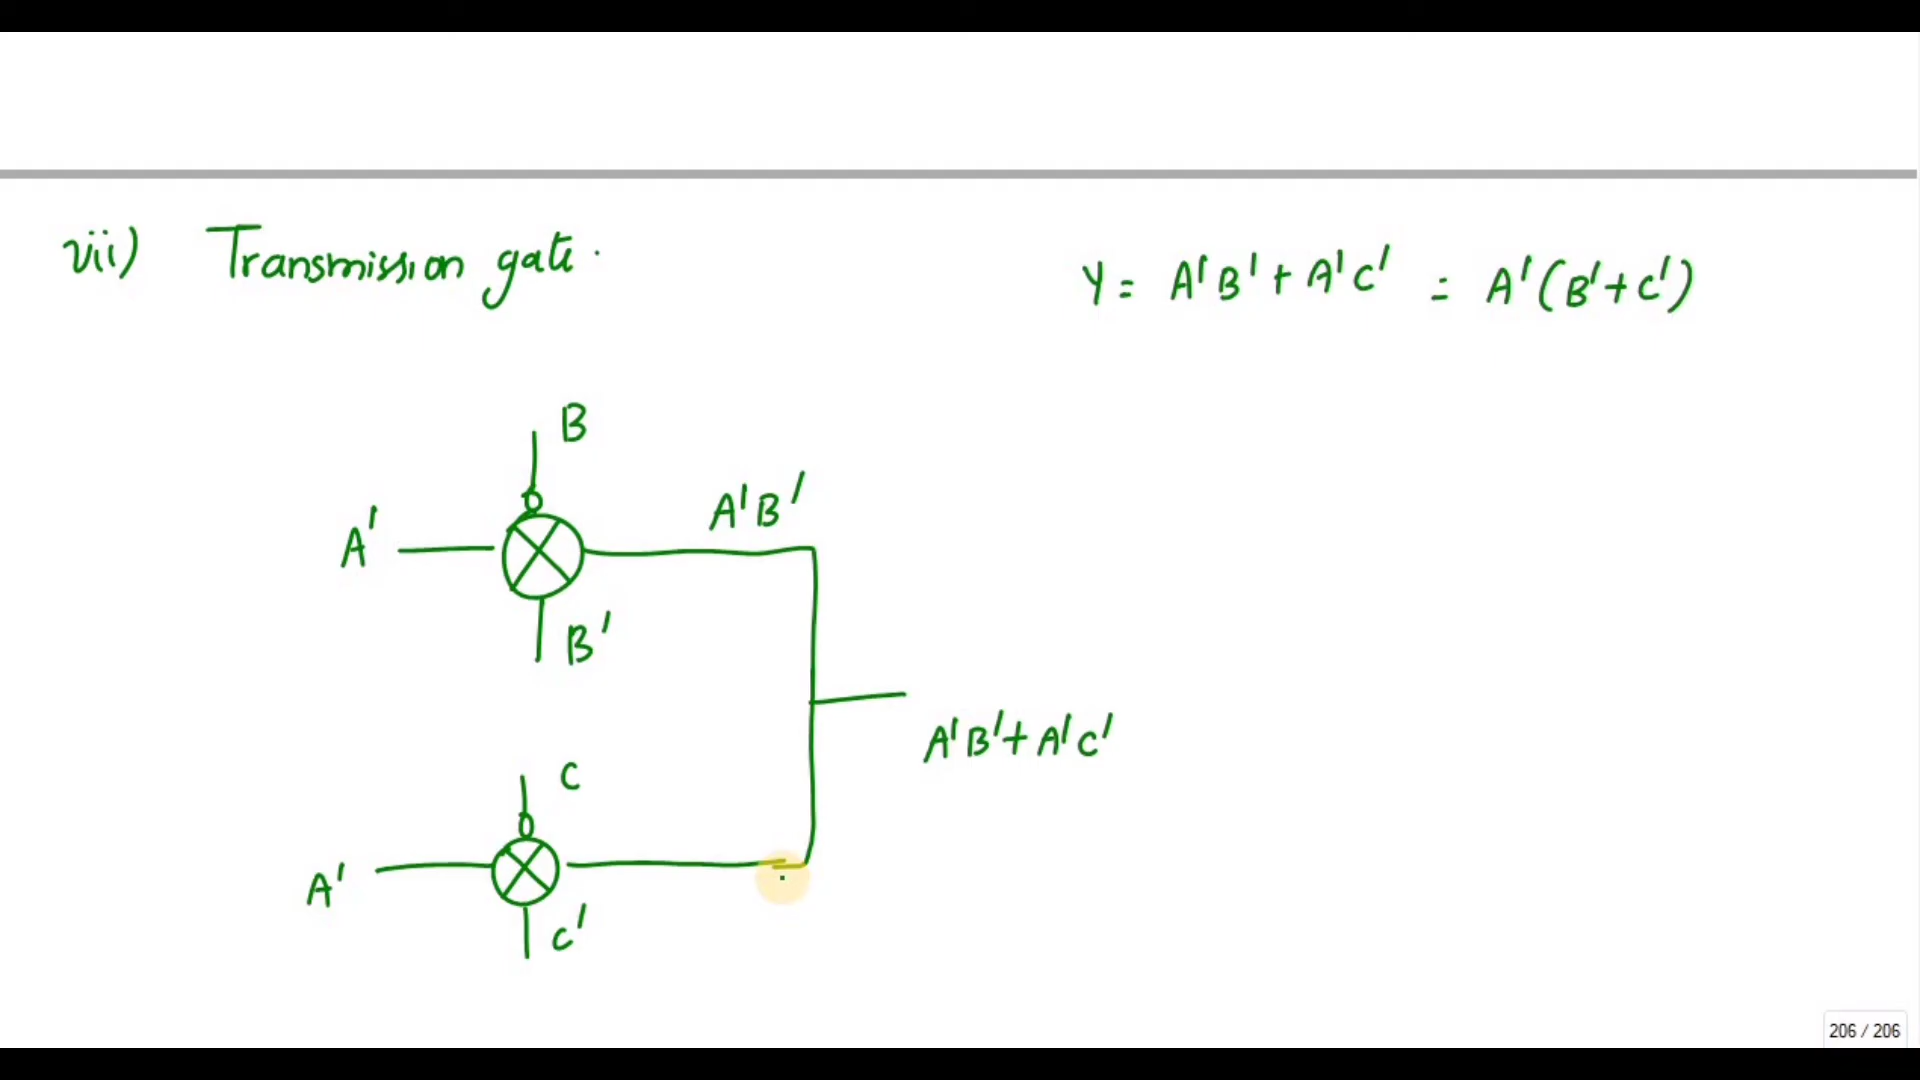 vii) Transmission gate.
Y = A'B' + A'C' = A'(B'+C')
B
A'
A'B'
B'
A'B' + A'C'
C
A'
C'
206 / 206